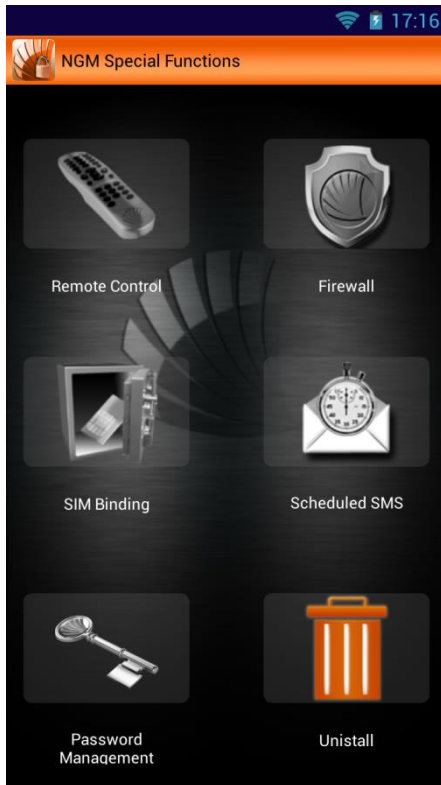 17:16
NGM Special Functions
Remote Control
Firewall
SIM Binding
Scheduled SMS
Password
Management
Unistall